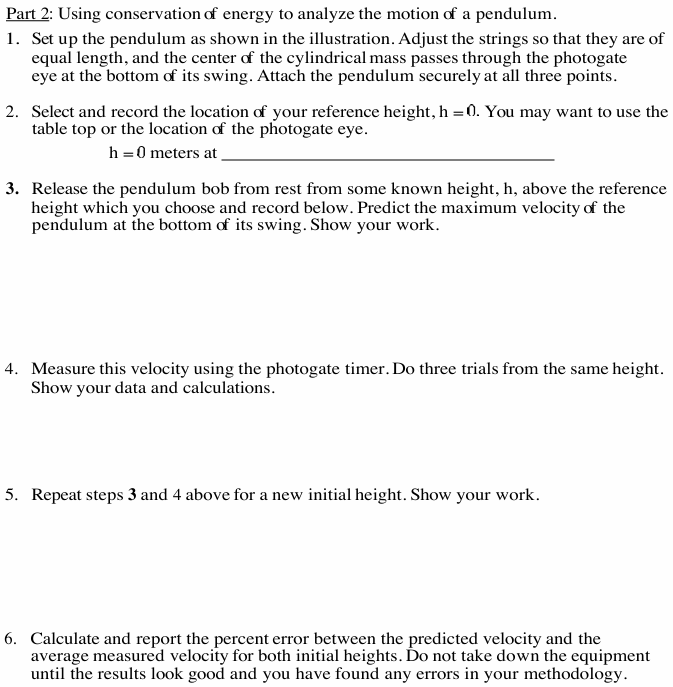 Part 2: Using conservation of energy to analyze the motion of a pendulum.
1. Set up the pendulum as shown in the illustration. Adjust the strings so that they are of
equal length, and the center of the cylindrical mass passes through the photogate
eye at the bottom of its swing. Attach the pendulum securely at all three points.
2. Select and record the location of your reference height, h = 0. You may want to use the
table top or the location of the photogate eye.
h = 0 meters at
3. Release the pendulum bob from rest from some known height, h, above the reference
height which you choose and record below. Predict the maximum velocity of the
pendulum at the bottom of its swing. Show your work.
4. Measure this velocity using the photogate timer. Do three trials from the same height.
Show your data and calculations.
5. Repeat steps 3 and 4 above for a new initial height. Show your work.
6. Calculate and report the percent error between the predicted velocity and the
average measured velocity for both initial heights. Do not take down the equipment
until the results look good and you have found any errors in your methodology.